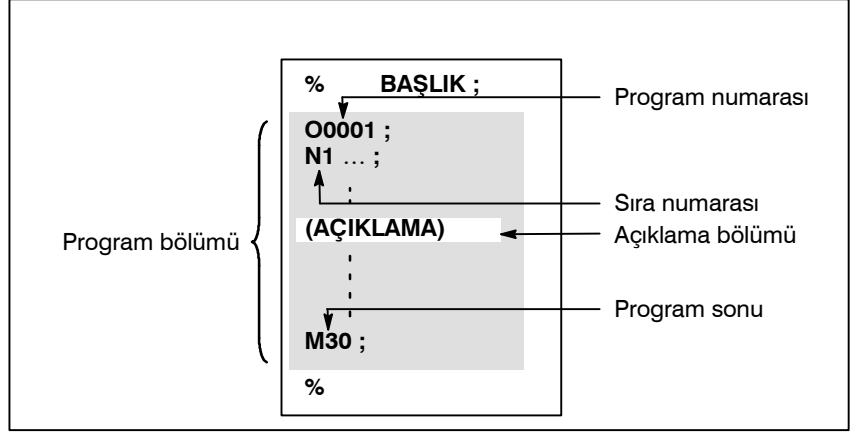 % BAŞLIK ;
Program numarası
O0001 ;
N1 … ;
Sıra numarası
(AÇIKLAMA)
Açıklama bölümü
Program bölümü
Program sonu
M30 ;
%